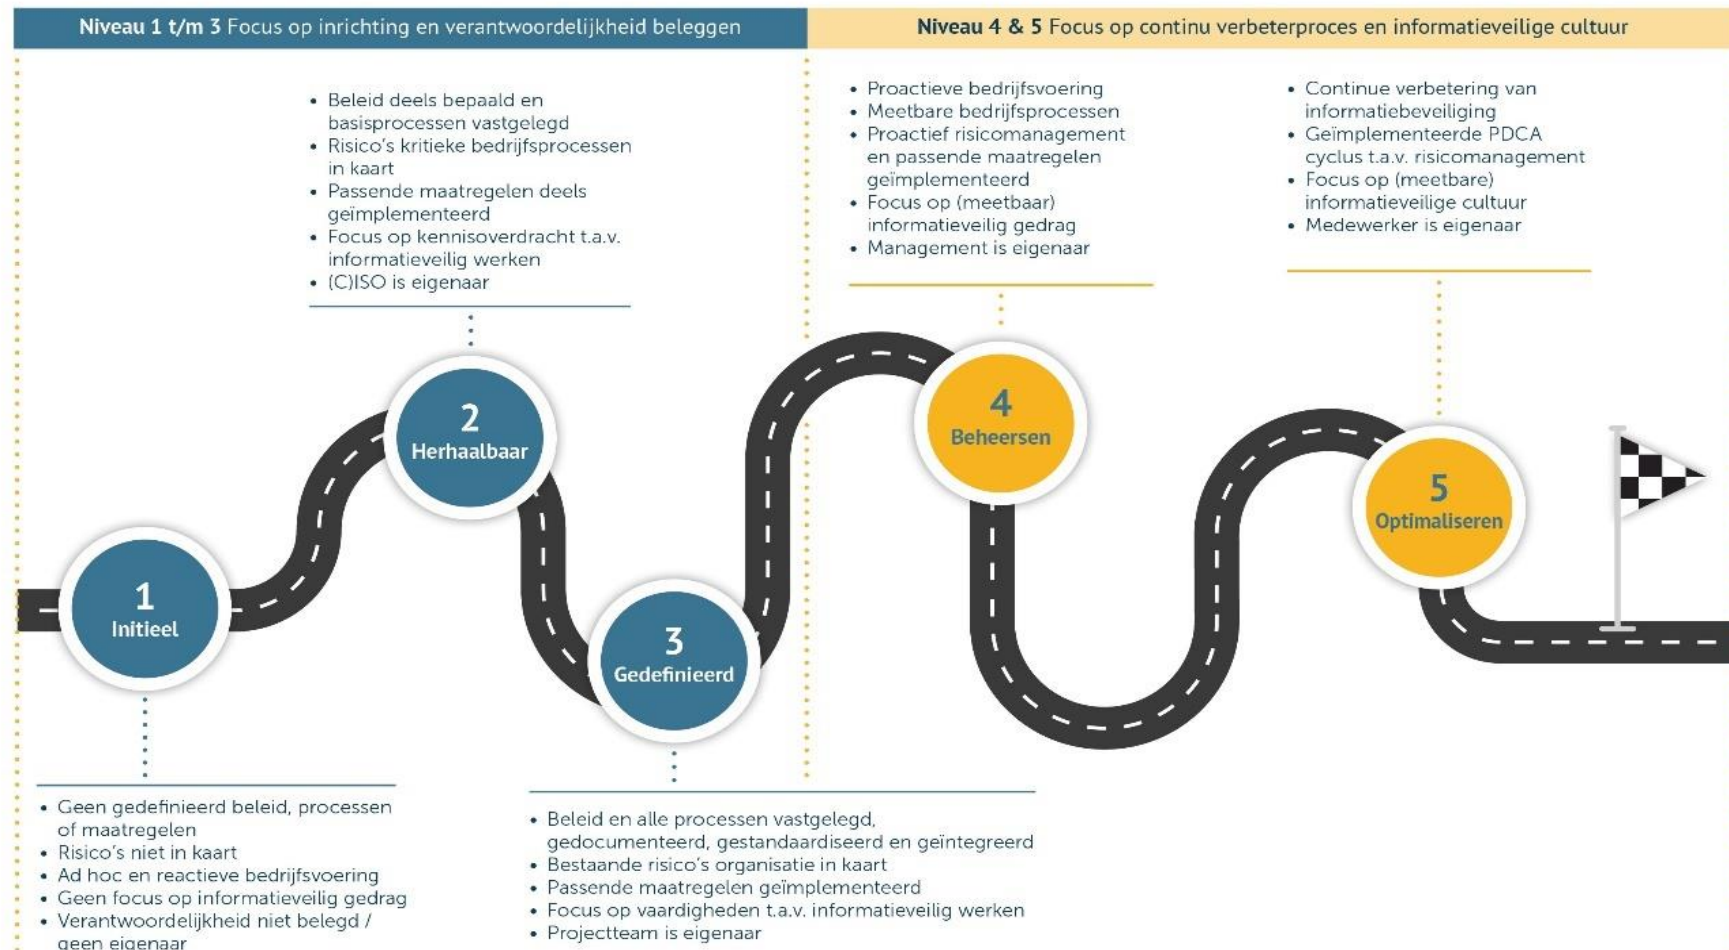 Niveau 1 t/m 3 Focus op inrichting en verantwoordelijkheid beleggen
Niveau 4 & 5 Focus op continu verbeterproces en informatieveilige cultuur
• Beleid deels bepaald en
basisprocessen vastgelegd
• Risico's kritieke bedrijfsprocessen
in kaart
• Passende maatregelen deels
geïmplementeerd
• Focus op kennisoverdracht t.a.v.
informatieveilig werken
• (C)ISO is eigenaar
• Proactieve bedrijfsvoering
• Meetbare bedrijfsprocessen
• Proactief risicomanagement
en passende maatregelen
geïmplementeerd
• Focus op (meetbaar)
informatieveilig gedrag
• Management is eigenaar
• Continue verbetering van
informatiebeveiliging
• Geïmplementeerde PDCA
cyclus t.a.v. risicomanagement
• Focus op (meetbare)
informatieveilige cultuur
• Medewerker is eigenaar
1
Initieel
2
Herhaalbaar
3
Gedefinieerd
4
Beheersen
5
Optimaliseren
• Geen gedefinieerd beleid, processen
of maatregelen
• Risico's niet in kaart
• Ad hoc en reactieve bedrijfsvoering
• Geen focus op informatieveilig gedrag
• Verantwoordelijkheid niet belegd /
geen eigenaar
• Beleid en alle processen vastgelegd,
gedocumenteerd, gestandaardiseerd en geïntegreerd
• Bestaande risico's organisatie in kaart
• Passende maatregelen geïmplementeerd
• Focus op vaardigheden t.a.v. informatieveilig werken
• Projectteam is eigenaar